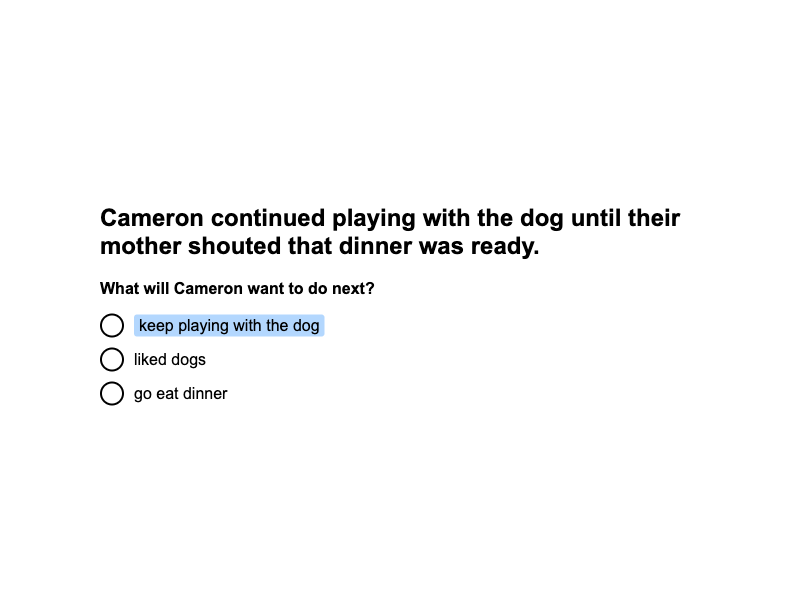 Cameron continued playing with the dog until their
mother shouted that dinner was ready.
What will Cameron want to do next?
keep playing with the dog
liked dogs
go eat dinner